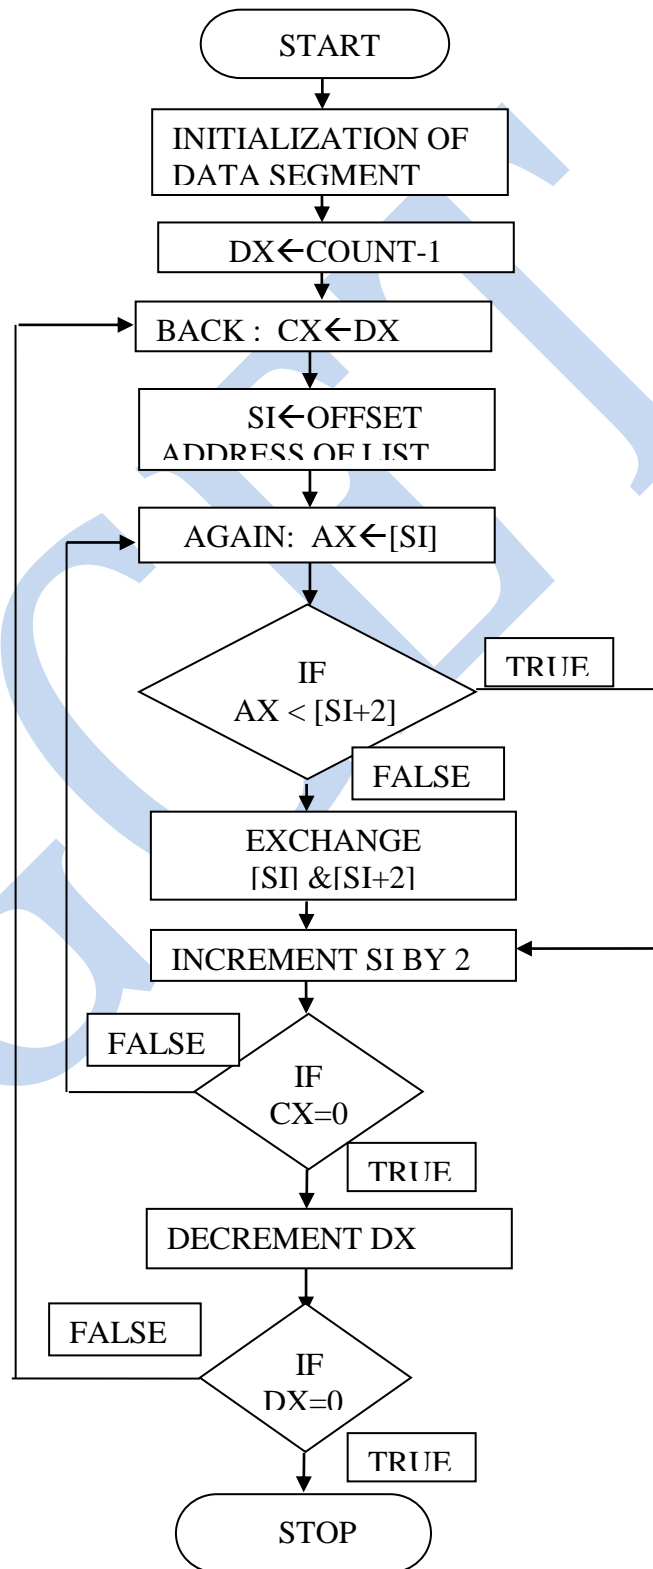 START
INITIALIZATION OF
DATA SEGMENT
DX←COUNT-1
BACK : CX←DX
SI←OFFSET
ADDRESS OF LIST
AGAIN: AX←[SI]
IF
AX < [SI+2]
TRUE
FALSE
EXCHANGE
[SI] &[SI+2]
INCREMENT SI BY 2
FALSE
IF
CX=0
TRUE
DECREMENT DX
FALSE
IF
DX=0
TRUE
STOP